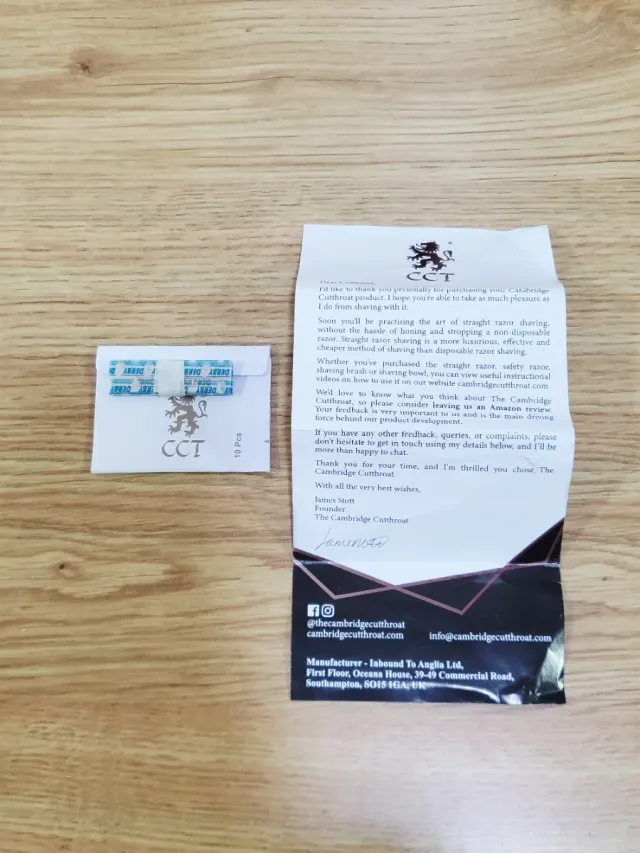 DERBY DERBY DERBY
DERBY
CCT
10 Pcs
CCT
Dear Customer,
I'd like to thank you personally for purchasing your Cambridge
Cutthroat product. I hope you're able to take as much pleasure as
I do from shaving with it.
Soon you'll be practising the art of straight razor shaving,
without the hassle of honing and stropping a non-disposable
razor. Straight razor shaving is a more luxurious, effective and
cheaper method of shaving than disposable razor shaving.
Whether you've purchased the straight razor, safety razor,
shaving brush or shaving bowl, you can view useful instructional
videos on how to use it on our website cambridgecutthroat.com
We'd love to know what you think about The Cambridge
Cutthroat, so please consider leaving us an Amazon review.
Your feedback is very important to us and is the main driving
force behind our product development.
If you have any other feedback, queries, or complaints, please
don't hesitate to get in touch using my details below, and I'll be
more than happy to chat.
Thank you for your time, and I'm thrilled you chose The
Cambridge Cutthroat.
With all the very best wishes,
James Stott
Founder
The Cambridge Cutthroat
@thecambridgecutthroat
cambridgecutthroat.com info@cambridgecutthroat.com
Manufacturer - Inbound To Anglia Ltd,
First Floor, Oceana House, 39-49 Commercial Road,
Southampton, SO15 1GA, UK